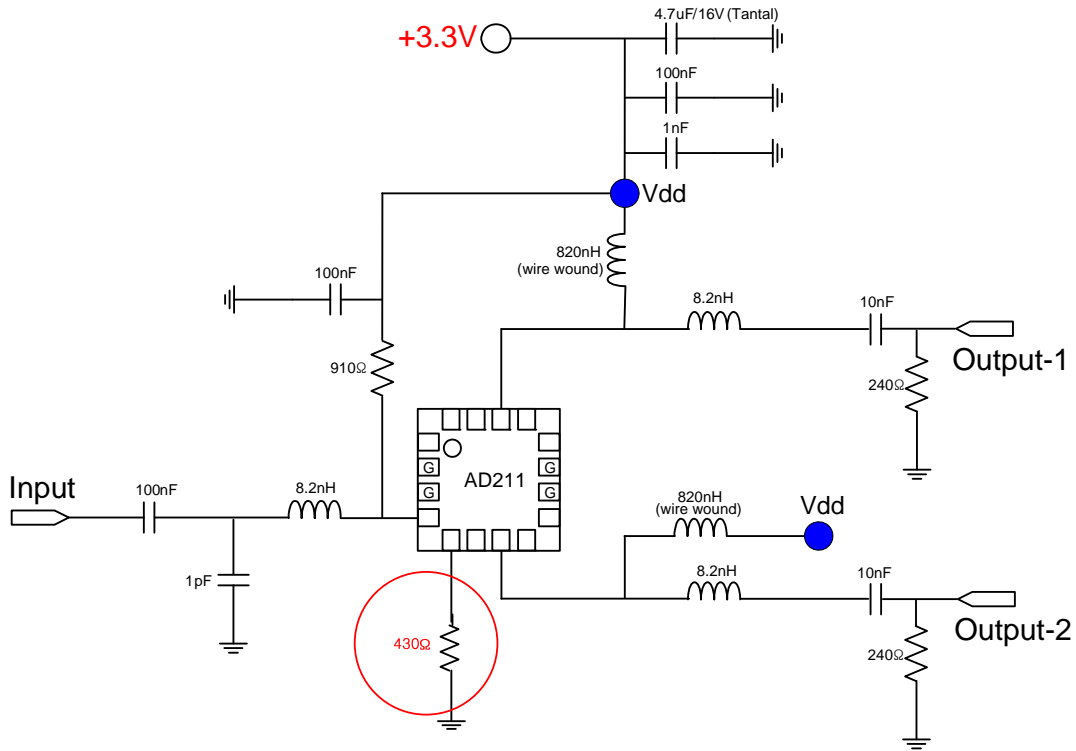 4.7uF/16V (Tantal)
+3.3V
100nF
1nF
Vdd
820nH
(wire wound)
100nF
8.2nH
10nF
910Ω
Output-1
240Ω
G
G
G
G
AD211
Input
100nF
8.2nH
820nH
(wire wound)
Vdd
1pF
8.2nH
10nF
430Ω
Output-2
240Ω